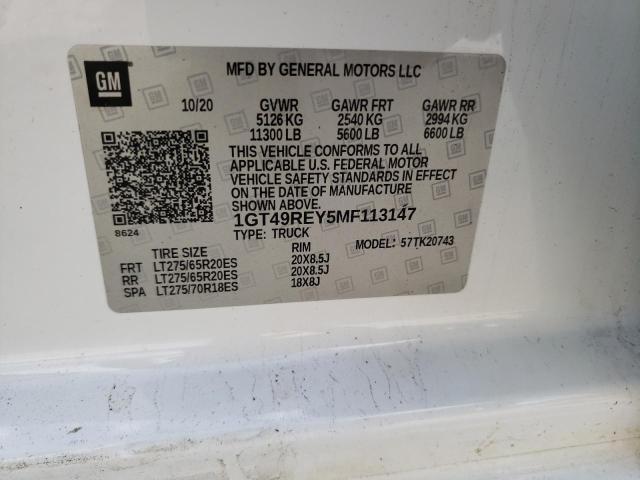 GM
MFD BY GENERAL MOTORS LLC
10/20 GVWR GAWR FRT GAWR RR
5126 KG 2540 KG 2994 KG
11300 LB 5600 LB 6600 LB
THIS VEHICLE CONFORMS TO ALL
APPLICABLE U.S. FEDERAL MOTOR
VEHICLE SAFETY STANDARDS IN EFFECT
ON THE DATE OF MANUFACTURE
SHOWN ABOVE.
8624
1GT49REY5MF113147
TYPE: TRUCK MODEL: 57TK20743
TIRE SIZE RIM
FRT LT275/65R20ES 20X8.5J
RR LT275/65R20ES 20X8.5J
SPA LT275/70R18ES 18X8J